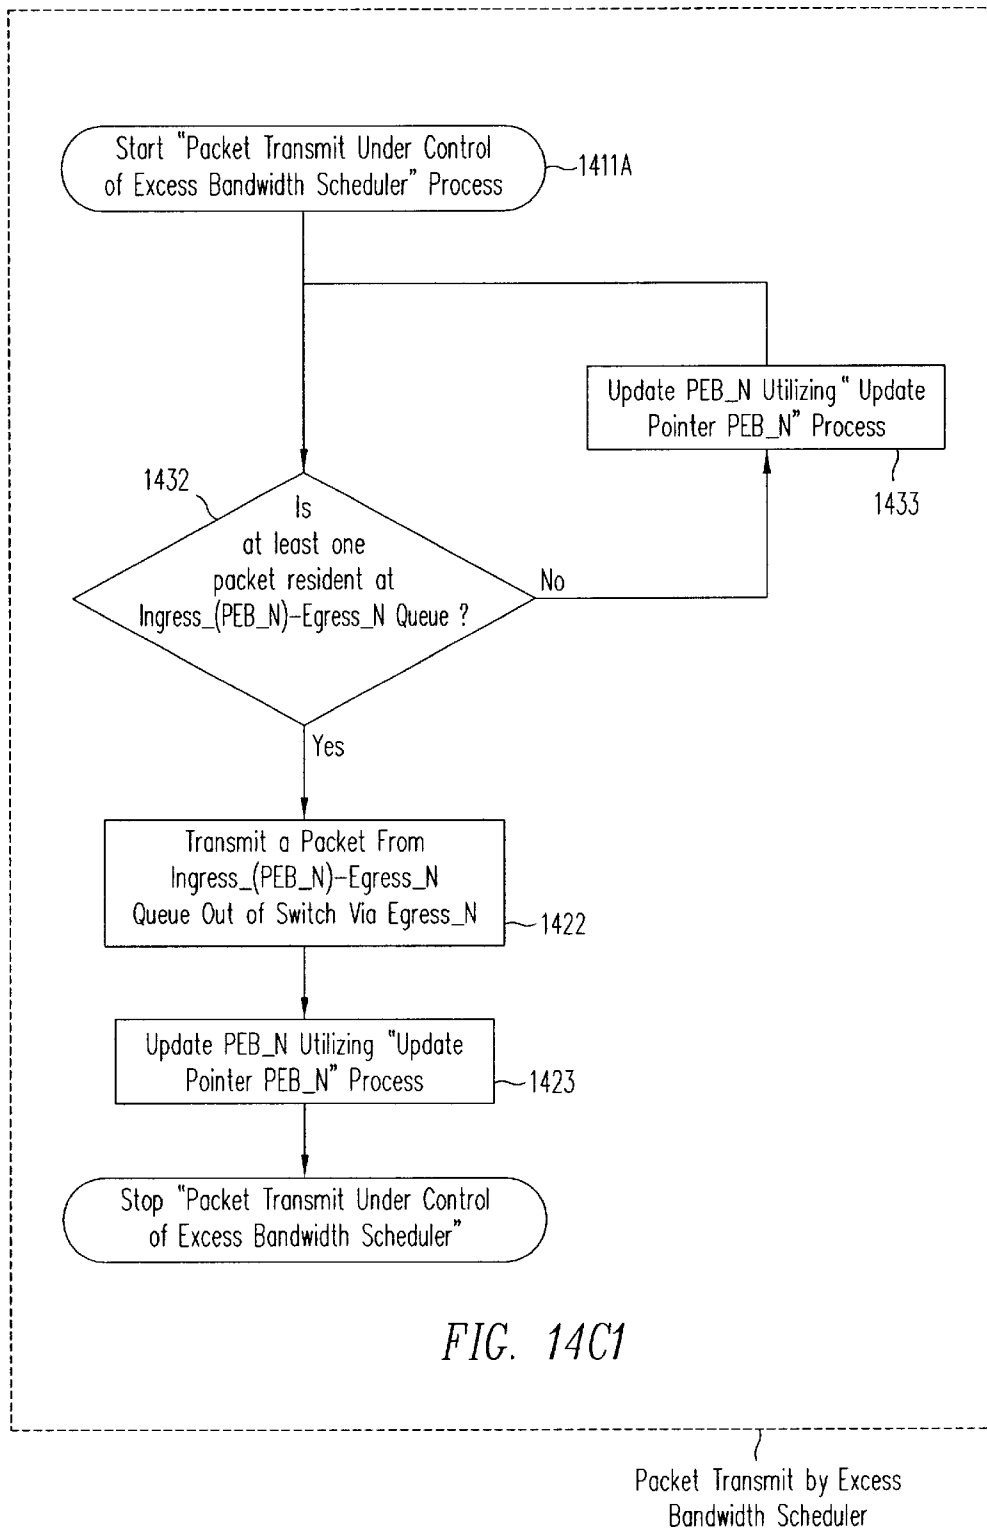 Start "Packet Transmit Under Control
of Excess Bandwidth Scheduler" Process
1411A
Update PEB_N Utilizing " Update
Pointer PEB_N" Process
1433
1432
Is
at least one
packet resident at
Ingress_(PEB_N)-Egress_N Queue ?
No
Yes
Transmit a Packet From
Ingress_(PEB_N)-Egress_N
Queue Out of Switch Via Egress_N
1422
Update PEB_N Utilizing "Update
Pointer PEB_N" Process
1423
Stop "Packet Transmit Under Control
of Excess Bandwidth Scheduler"
FIG. 14C1
Packet Transmit by Excess
Bandwidth Scheduler